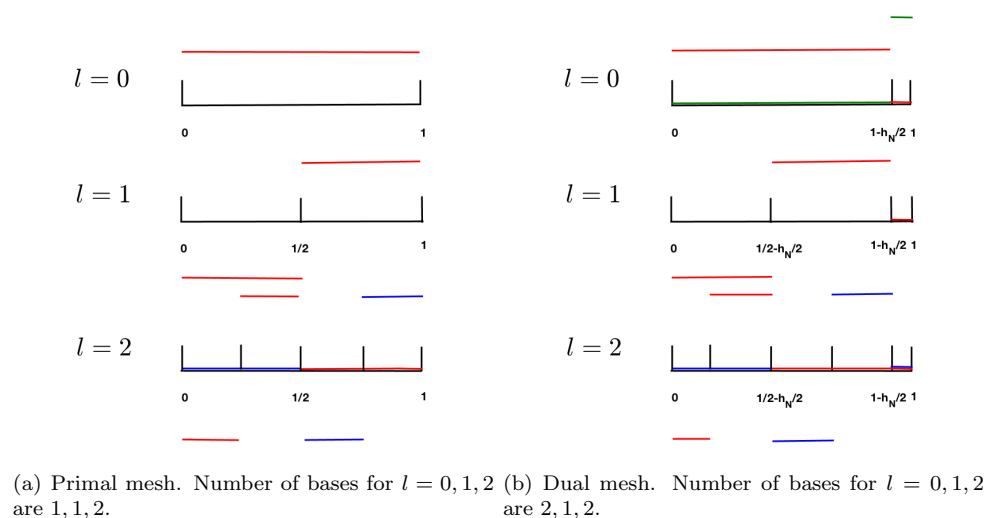 l = 0
0
1
l = 1
0
1/2
1
l = 2
0
1/2
1
(a) Primal mesh. Number of bases for l = 0, 1, 2
are 1, 1, 2.
l = 0
0
1-h_N/2 1
l = 1
0
1/2-h_N/2
1-h_N/2 1
l = 2
0
1/2-h_N/2
1-h_N/2 1
(b) Dual mesh. Number of bases for l = 0, 1, 2
are 2, 1, 2.